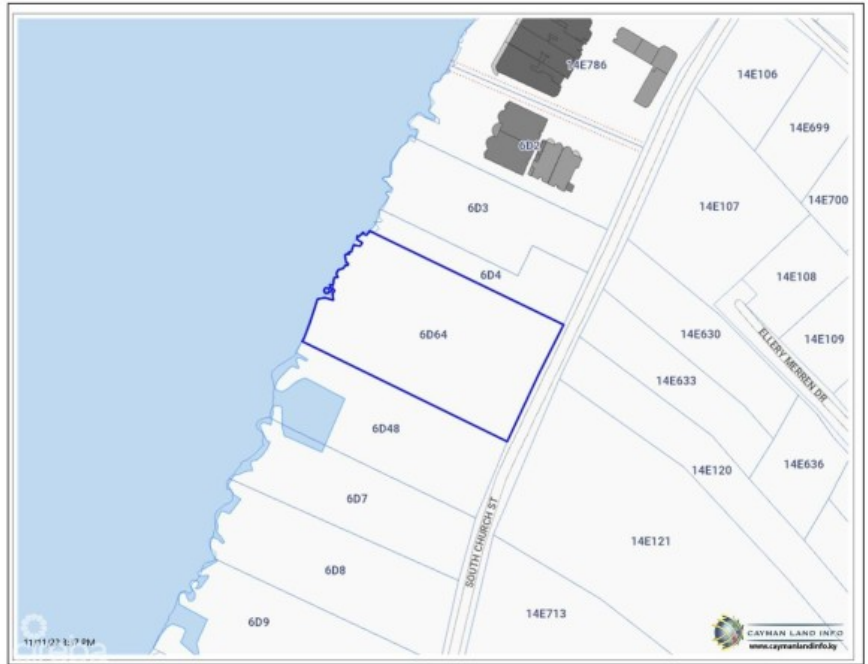 14E786
14E106
14E699
6D2
14E700
6D3
14E107
6D4
14E108
6D64
14E630
14E109
ELLERY MERREN DR
14E633
6D48
14E120
14E636
6D7
SOUTH CHURCH ST
14E121
6D8
14E713
6D9
CAYMAN LAND INFO
www.caymanlandinfo.ky